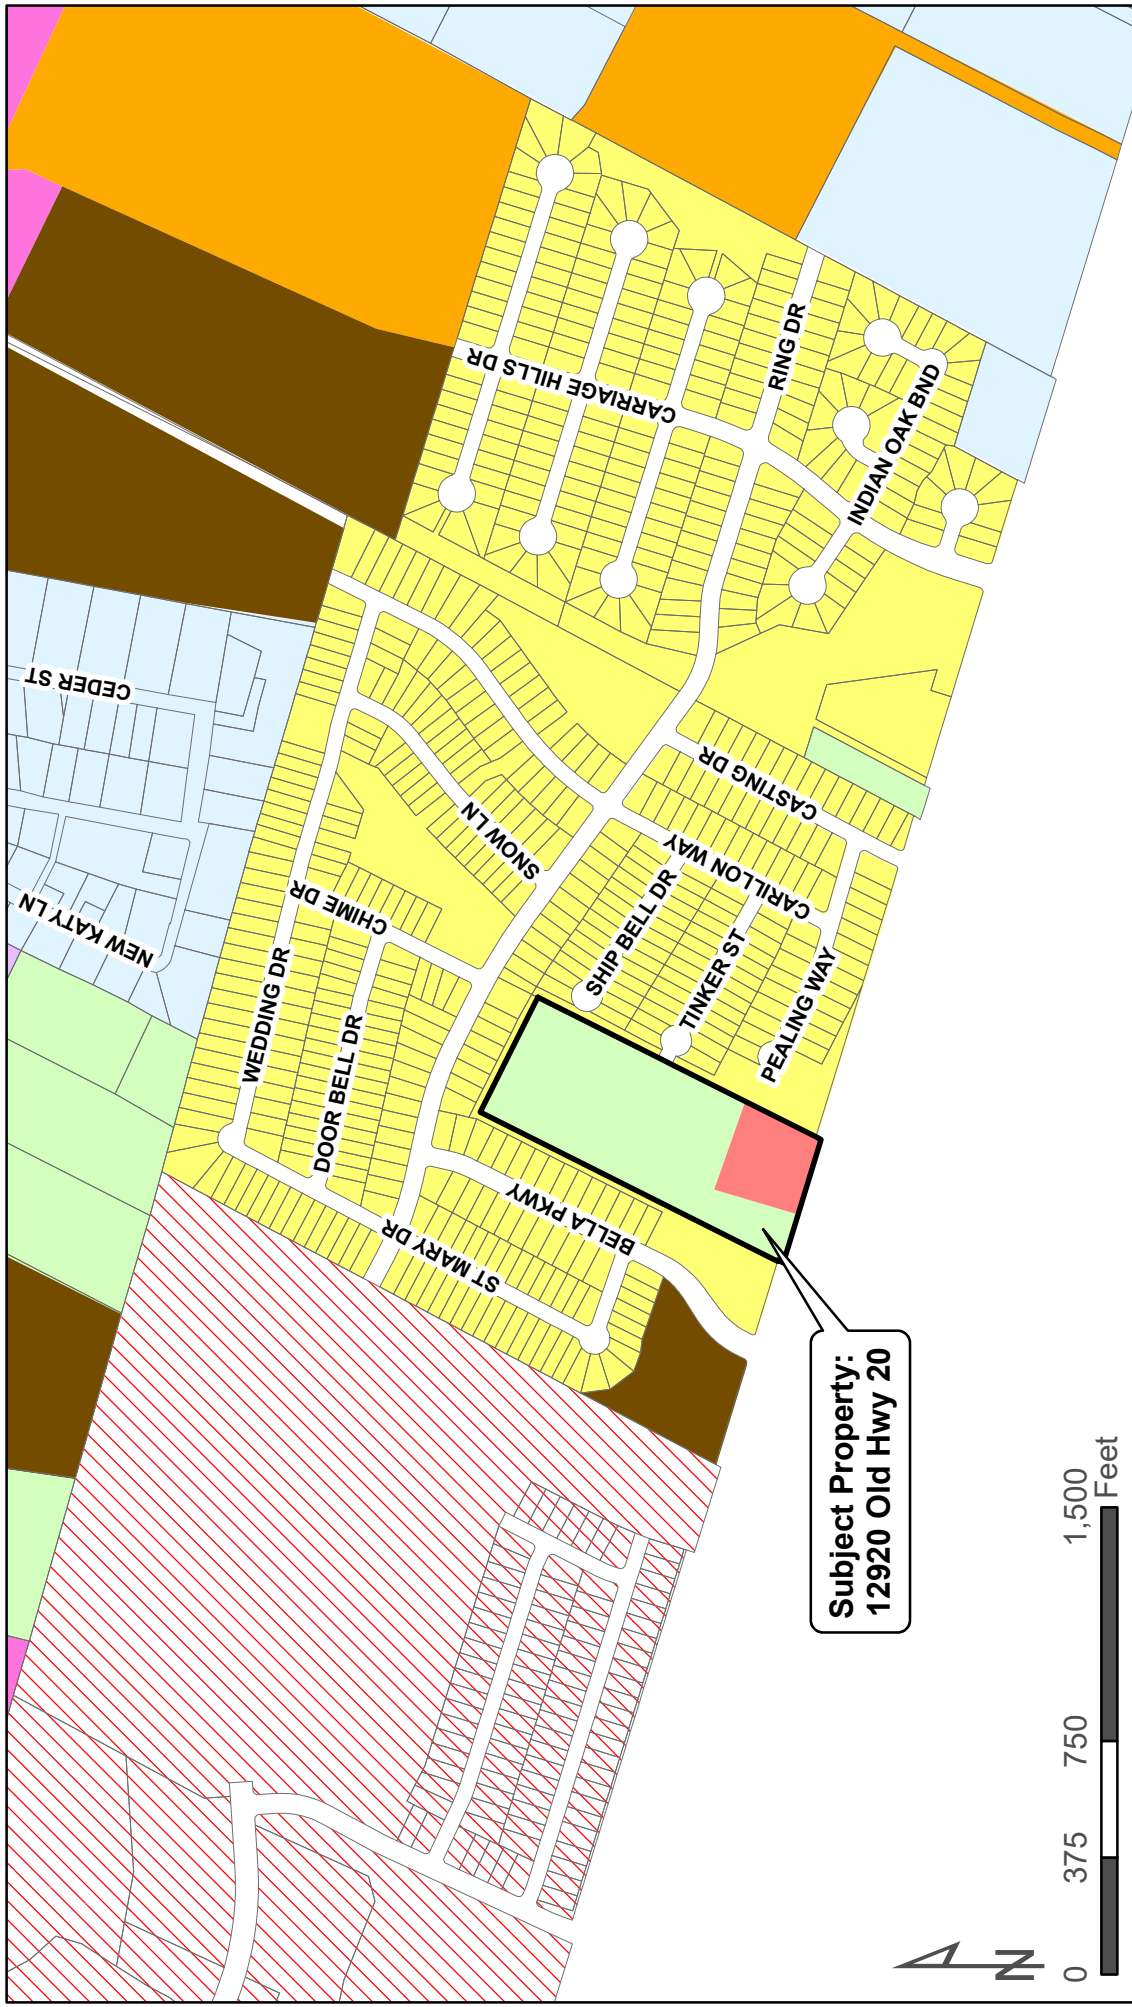 CEDER ST
NEW KATY LN
WEDDING DR
CHIME DR
DOOR BELL DR
SNOW LN
ST MARY DR
BELLA PKWY
SHIP BELL DR
TINKER ST
PEALING WAY
CARILLON WAY
CASTING DR
CARRIAGE HILLS DR
RING DR
INDIAN OAK BND
Subject Property:
12920 Old Hwy 20
N
0 375 750 1,500
Feet